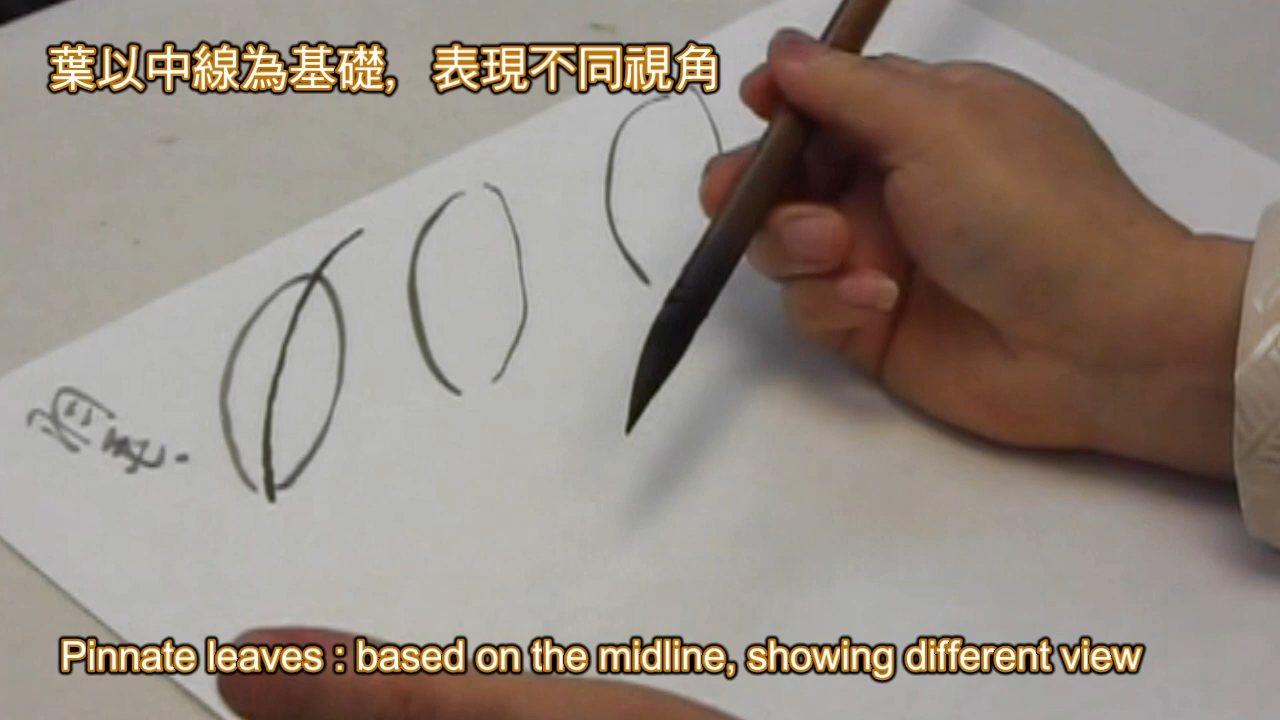 葉以中線為基礎，表現不同視角
Pinnate leaves : based on the midline, showing different view